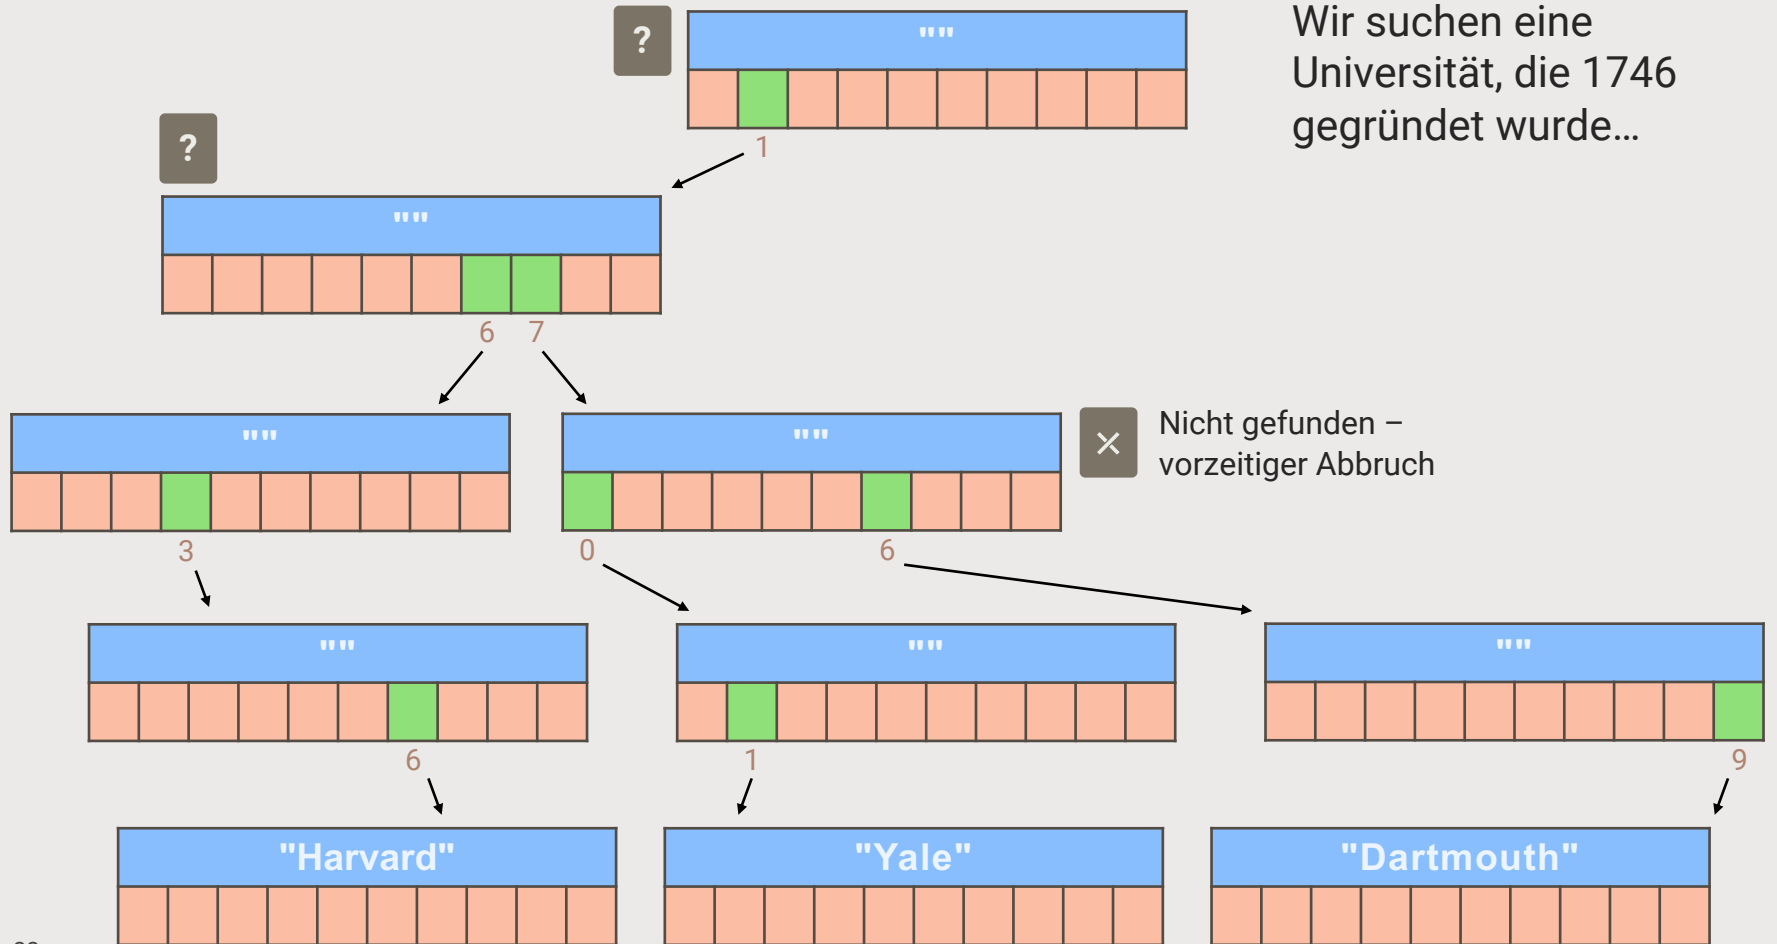 ?
""
Wir suchen eine
Universität, die 1746
gegründet wurde…
1
?
""
6 7
""
""
Nicht gefunden –
vorzeitiger Abbruch
3
0
6
""
""
""
6
1
9
"Harvard"
"Yale"
"Dartmouth"